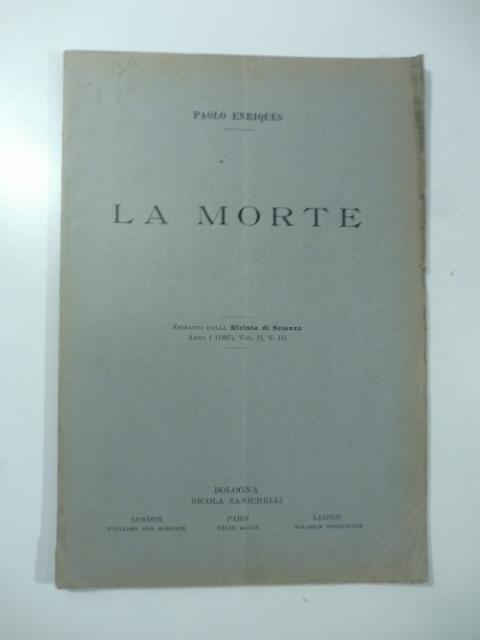 PAOLO ENRIQUES
LA MORTE
ESTRATTO DALLA Rivista di Scienza
ANNO I (1907), VOL. II, N. III
BOLOGNA
NICOLA ZANICHELLI
LONDON PARIS LEIPZIG
WILLIAMS AND NORGATE FÉLIX ALCAN WILHELM ENGELMANN